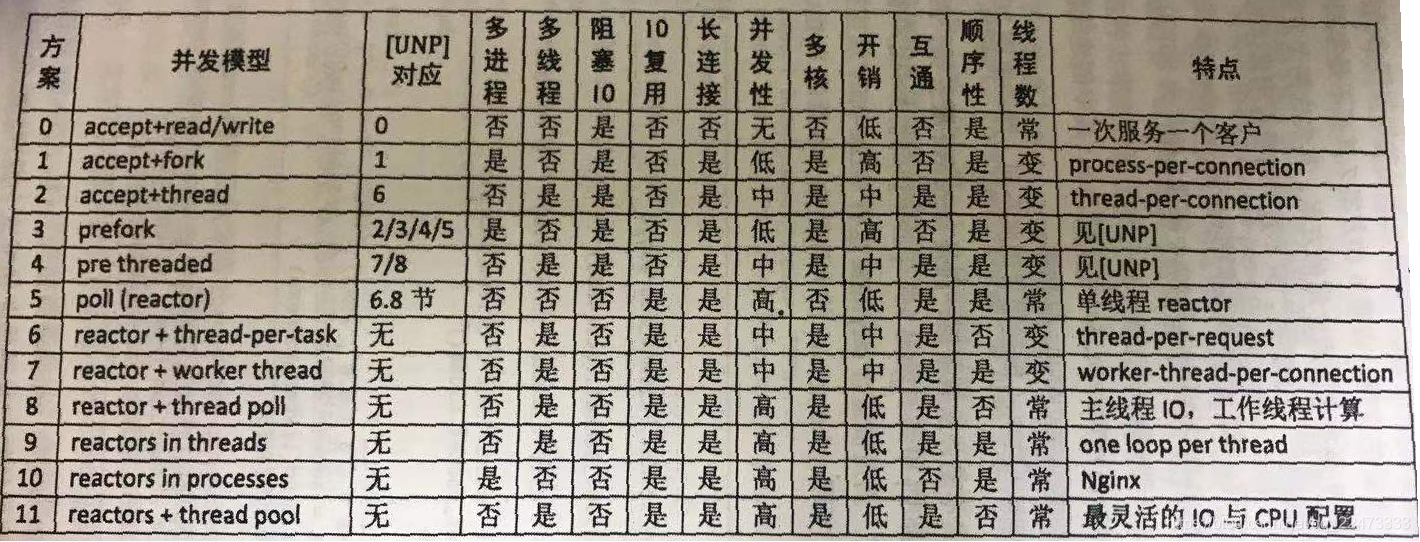 方案 并发模型 [UNP]对应 多进程 多线程 阻塞IO IO复用 长连接 并发性 多核 开销 互通 顺序性 线程数 特点
0 accept+read/write 0 否 否 是 否 否 无 否 低 否 是 常 一次服务一个客户
1 accept+fork 1 是 否 是 否 是 低 是 高 否 是 变 process-per-connection
2 accept+thread 6 否 是 是 否 是 中 是 中 是 是 变 thread-per-connection
3 prefork 2/3/4/5 是 否 是 否 是 低 是 高 否 是 变 见[UNP]
4 pre threaded 7/8 否 是 是 否 是 中 是 中 是 是 变 见[UNP]
5 poll (reactor) 6.8 节 否 否 否 是 是 高 否 低 是 是 常 单线程 reactor
6 reactor + thread-per-task 无 否 是 否 是 是 中 是 中 是 否 变 thread-per-request
7 reactor + worker thread 无 否 是 否 是 是 中 是 中 是 是 变 worker-thread-per-connection
8 reactor + thread poll 无 否 是 否 是 是 高 是 低 是 否 常 主线程 IO，工作线程计算
9 reactors in threads 无 否 是 否 是 是 高 是 低 是 是 常 one loop per thread
10 reactors in processes 无 是 否 否 是 是 高 是 低 否 是 常 Nginx
11 reactors + thread pool 无 否 是 否 是 是 高 是 低 是 否 常 最灵活的 IO 与 CPU 配置